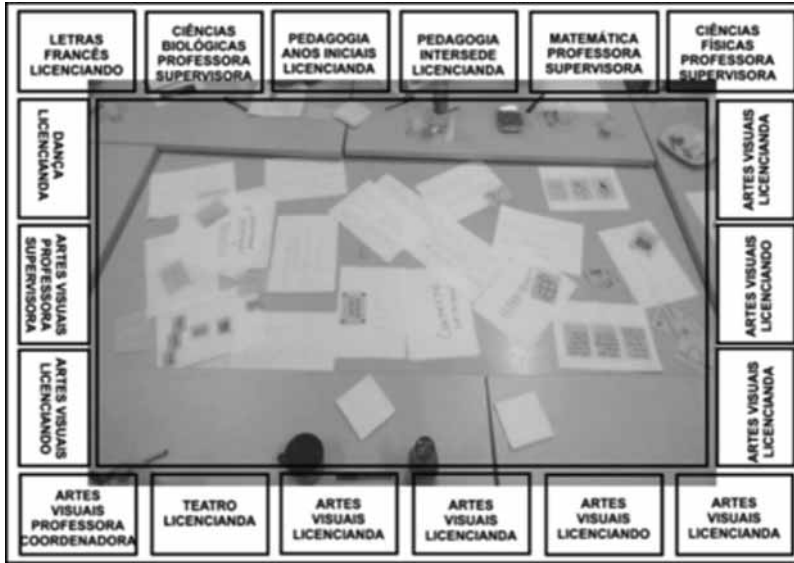 LETRAS
FRANCÊS
LICENCIANDO
CIÊNCIAS
BIOLÓGICAS
PROFESSORA
SUPERVISORA
PEDAGOGIA
ANOS INICIAIS
LICENCIANDA
PEDAGOGIA
INTERSEDE
LICENCIANDA
MATEMÁTICA
PROFESSORA
SUPERVISORA
CIÊNCIAS
FÍSICAS
PROFESSORA
SUPERVISORA
DANÇA
LICENCIANDA
ARTES VISUAIS
PROFESSORA
SUPERVISORA
ARTES VISUAIS
LICENCIANDO
ARTES VISUAIS
LICENCIANDA
ARTES VISUAIS
LICENCIANDO
ARTES VISUAIS
LICENCIANDA
ARTES
VISUAIS
PROFESSORA
COORDENADORA
TEATRO
LICENCIANDA
ARTES
VISUAIS
LICENCIANDA
ARTES
VISUAIS
LICENCIANDA
ARTES
VISUAIS
LICENCIANDO
ARTES
VISUAIS
LICENCIANDA